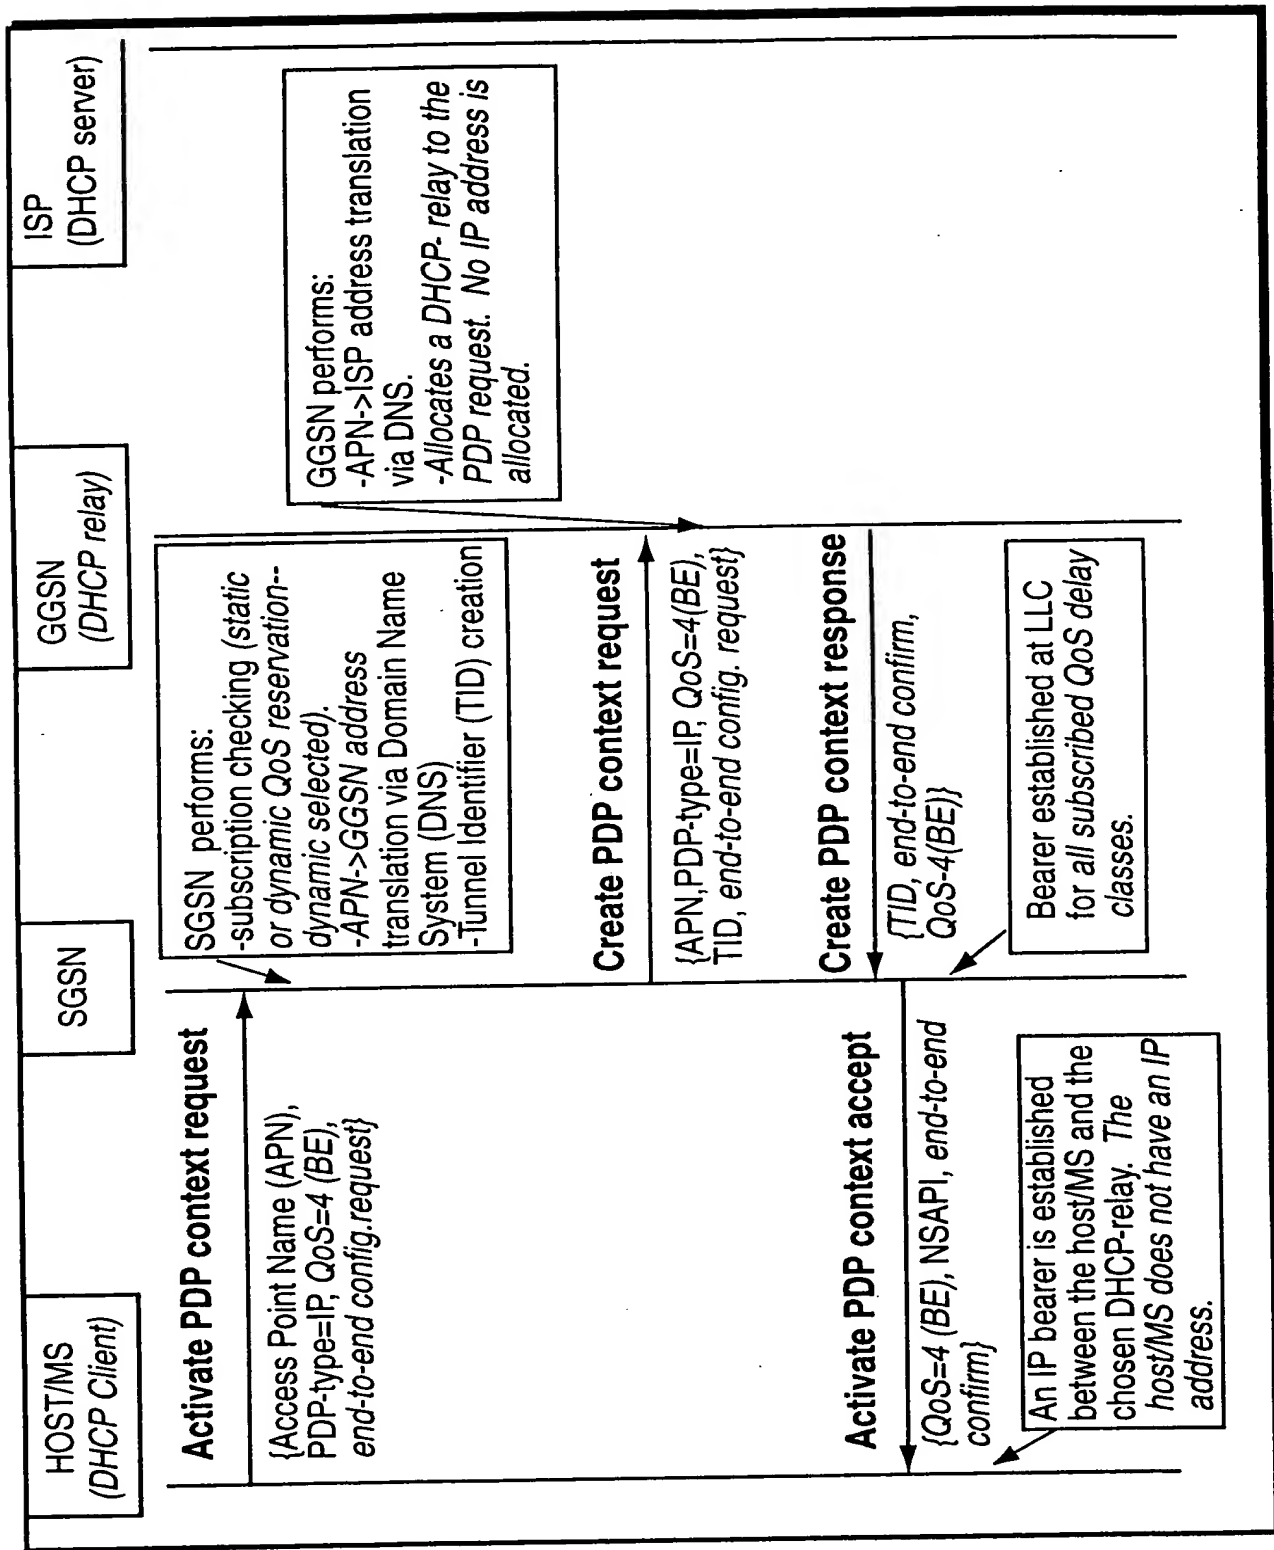 HOST/MS
(DHCP Client)
SGSN
GGSN
(DHCP relay)
ISP
(DHCP server)
Activate PDP context request
{Access Point Name (APN),
PDP-type=IP, QoS=4 (BE),
end-to-end config.request}
SGSN performs:
-subscription checking (static
or dynamic QoS reservation--
dynamic selected).
-APN->GGSN address
translation via Domain Name
System (DNS)
-Tunnel Identifier (TID) creation
Create PDP context request
{APN,PDP-type=IP, QoS=4(BE),
TID, end-to-end config. request}
GGSN performs:
-APN->ISP address translation
via DNS.
-Allocates a DHCP- relay to the
PDP request. No IP address is
allocated.
Create PDP context response
{TID, end-to-end confirm,
QoS-4(BE)}
Bearer established at LLC
for all subscribed QoS delay
classes.
Activate PDP context accept
{QoS=4 (BE), NSAPI, end-to-end
confirm}
An IP bearer is established
between the host/MS and the
chosen DHCP-relay. The
host/MS does not have an IP
address.